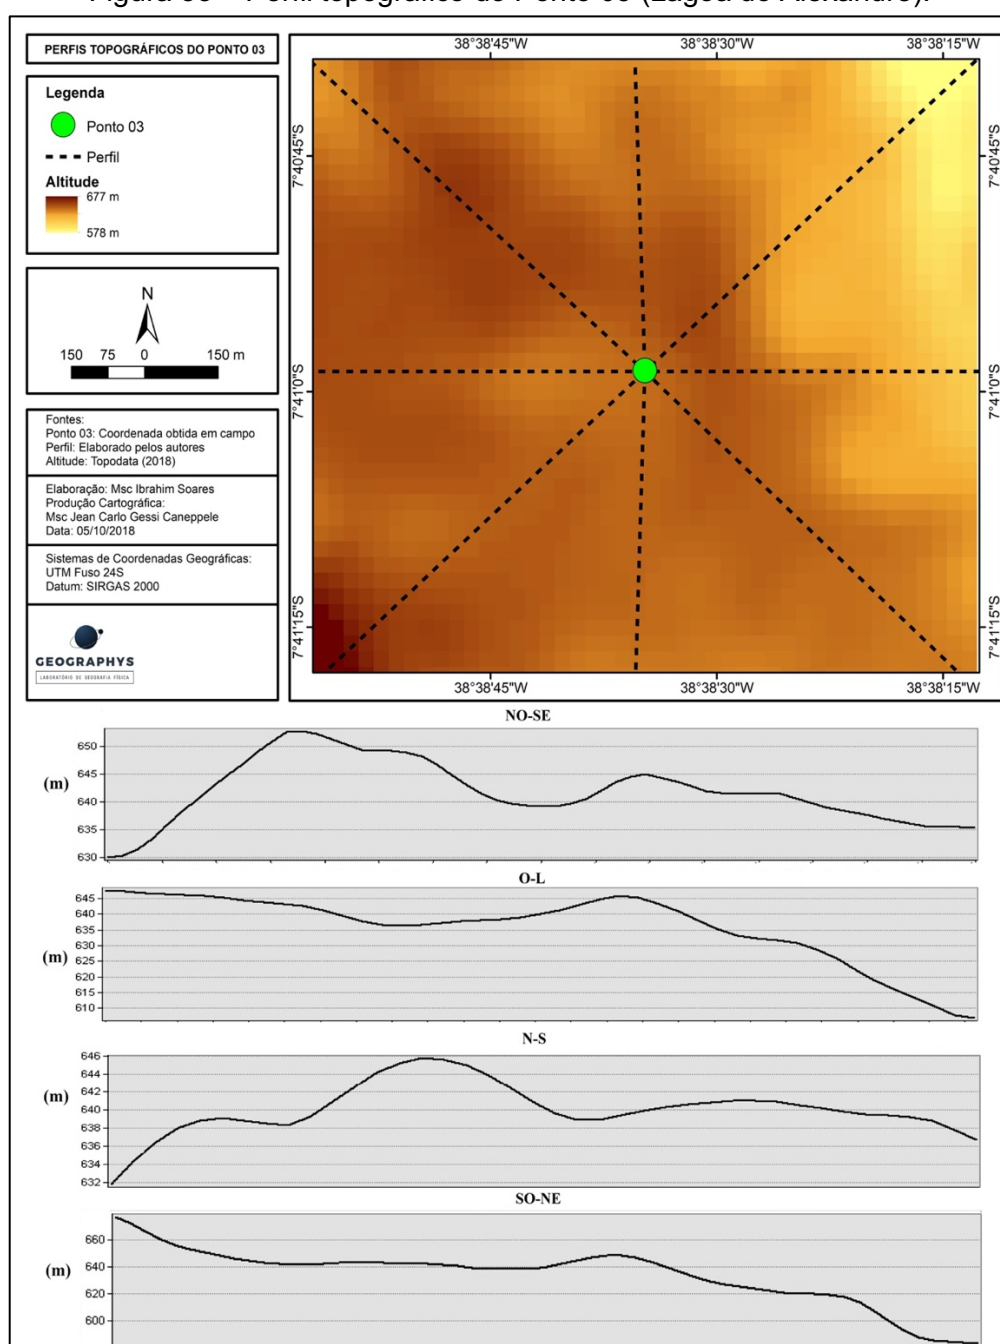 Figura 38 – Perfil topográfico do Ponto 03 (Lagoa do Alexandre).
PERFIS TOPOGRÁFICOS DO PONTO 03
Legenda
Ponto 03
Perfil
Altitude
677 m
578 m
N
150 75 0 150 m
Fontes:
Ponto 03: Coordenada obtida em campo
Perfil: Elaborado pelos autores
Altitude: Topodata (2018)
Elaboração: Msc Ibrahim Soares
Produção Cartográfica:
Msc Jean Carlo Gessi Caneppele
Data: 05/10/2018
Sistemas de Coordenadas Geográficas:
UTM Fuso 24S
Datum: SIRGAS 2000
GEOGRAPHYS
LABORATÓRIO DE GEOGRAFIA FÍSICA
38°38'45"W 38°38'30"W 38°38'15"W
7°40'45"S 7°40'45"S
7°41'0"S 7°41'0"S
7°41'15"S 7°41'15"S
38°38'45"W 38°38'30"W 38°38'15"W
NO-SE
(m)
650
645
640
635
630
O-L
(m)
645
640
635
630
625
620
615
610
N-S
(m)
646
644
642
640
638
636
634
632
SO-NE
(m)
660
640
620
600